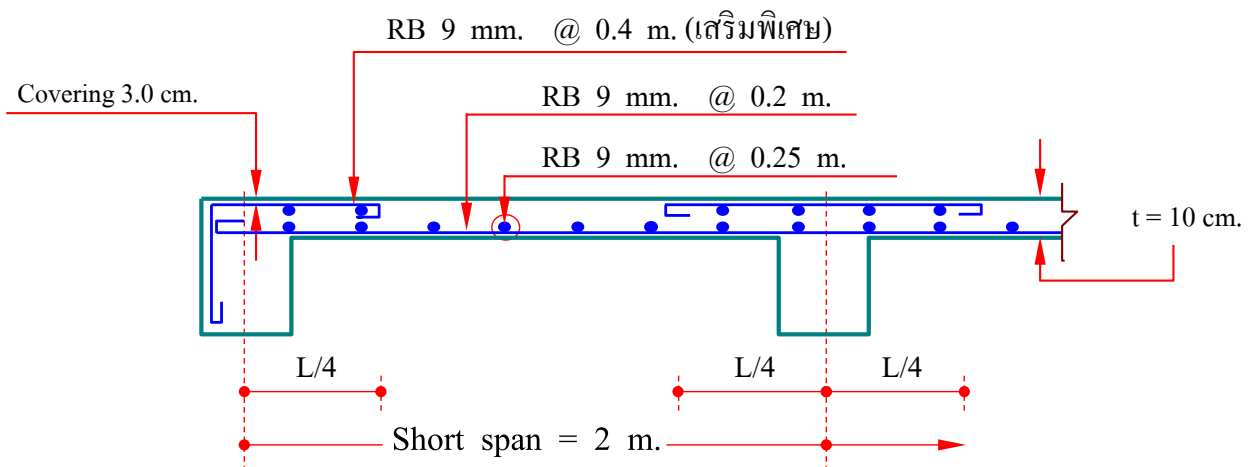 RB 9 mm. @ 0.4 m. (เสริมพิเศษ)
Covering 3.0 cm.
RB 9 mm. @ 0.2 m.
RB 9 mm. @ 0.25 m.
t = 10 cm.
L/4
L/4
L/4
Short span = 2 m.